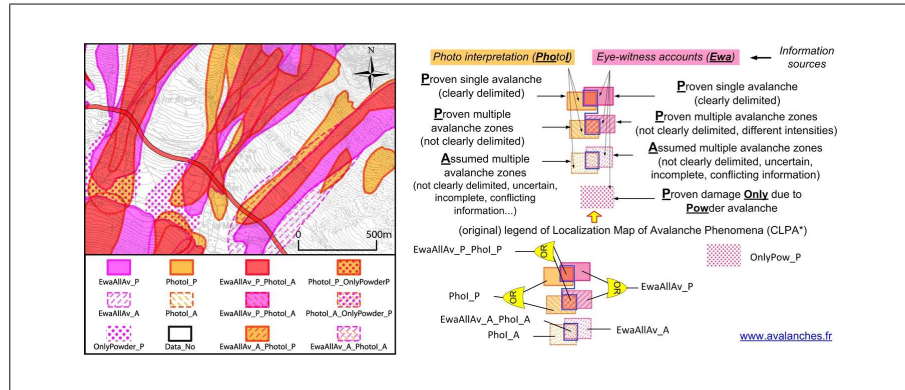 N
0 500m
EwaAllAv_P
PhotoI_P
EwaAllAv_P_PhotoI_A
PhotoI_P_OnlyPowderP
EwaAllAv_A
PhotoI_A
EwaAllAv_P_PhotoI_A
PhotoI_A_OnlyPowder_P
OnlyPowder_P
Data_No
EwaAllAv_A_PhotoI_P
EwaAllAv_A_PhotoI_A
Photo interpretation (PhotoI)
Eye-witness accounts (Ewa)
Information
sources
Proven single avalanche
(clearly delimited)
Proven multiple
avalanche zones
(not clearly delimited)
Assumed multiple
avalanche zones
(not clearly delimited, uncertain,
incomplete, conflicting
information...)
Proven single avalanche
(clearly delimited)
Proven multiple avalanche zones
(not clearly delimited, different intensities)
Assumed multiple avalanche zones
(not clearly delimited, uncertain,
incomplete, conflicting information)
Proven damage Only due to
Powder avalanche
(original) legend of Localization Map of Avalanche Phenomena (CLPA*)
EwaAllAv_P_PhoI_P
OR
OnlyPow_P
PhoI_P
OR
OR
EwaAllAv_P
EwaAllAv_A_PhoI_A
PhoI_A
EwaAllAv_A
www.avalanches.fr